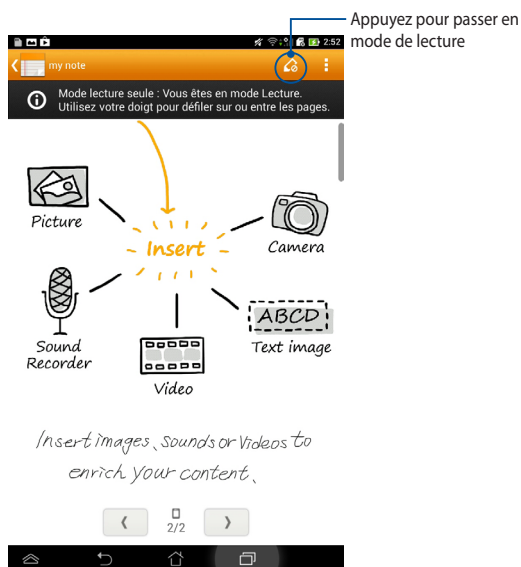 Appuyez pour passer en
mode de lecture
2:52
my note
Mode lecture seule : Vous êtes en mode Lecture.
Utilisez votre doigt pour défiler sur ou entre les pages.
Picture
Insert
Camera
Sound
Recorder
Video
ABCD
Text image
Insert images、Sounds or Videos to
enrich your content、
2/2